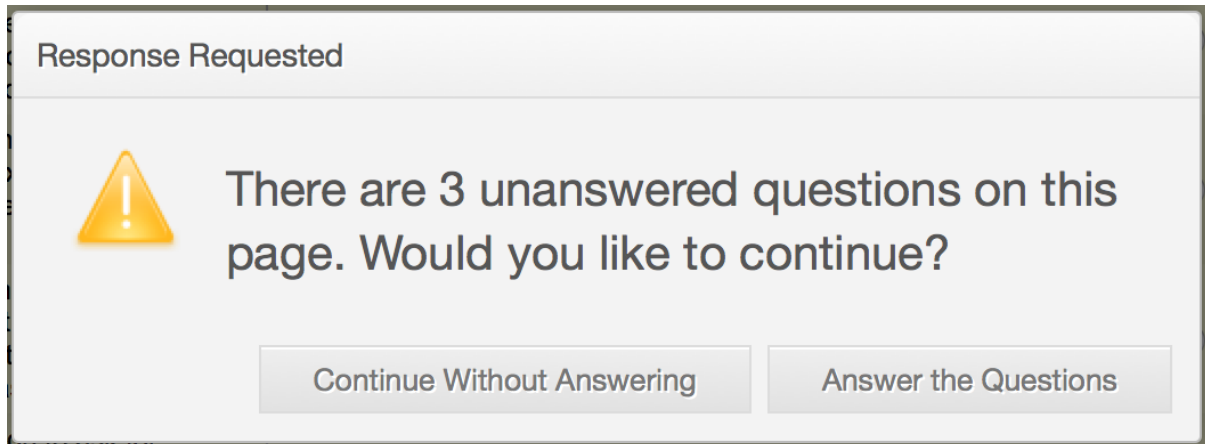 Response Requested
There are 3 unanswered questions on this
page. Would you like to continue?
Continue Without Answering
Answer the Questions